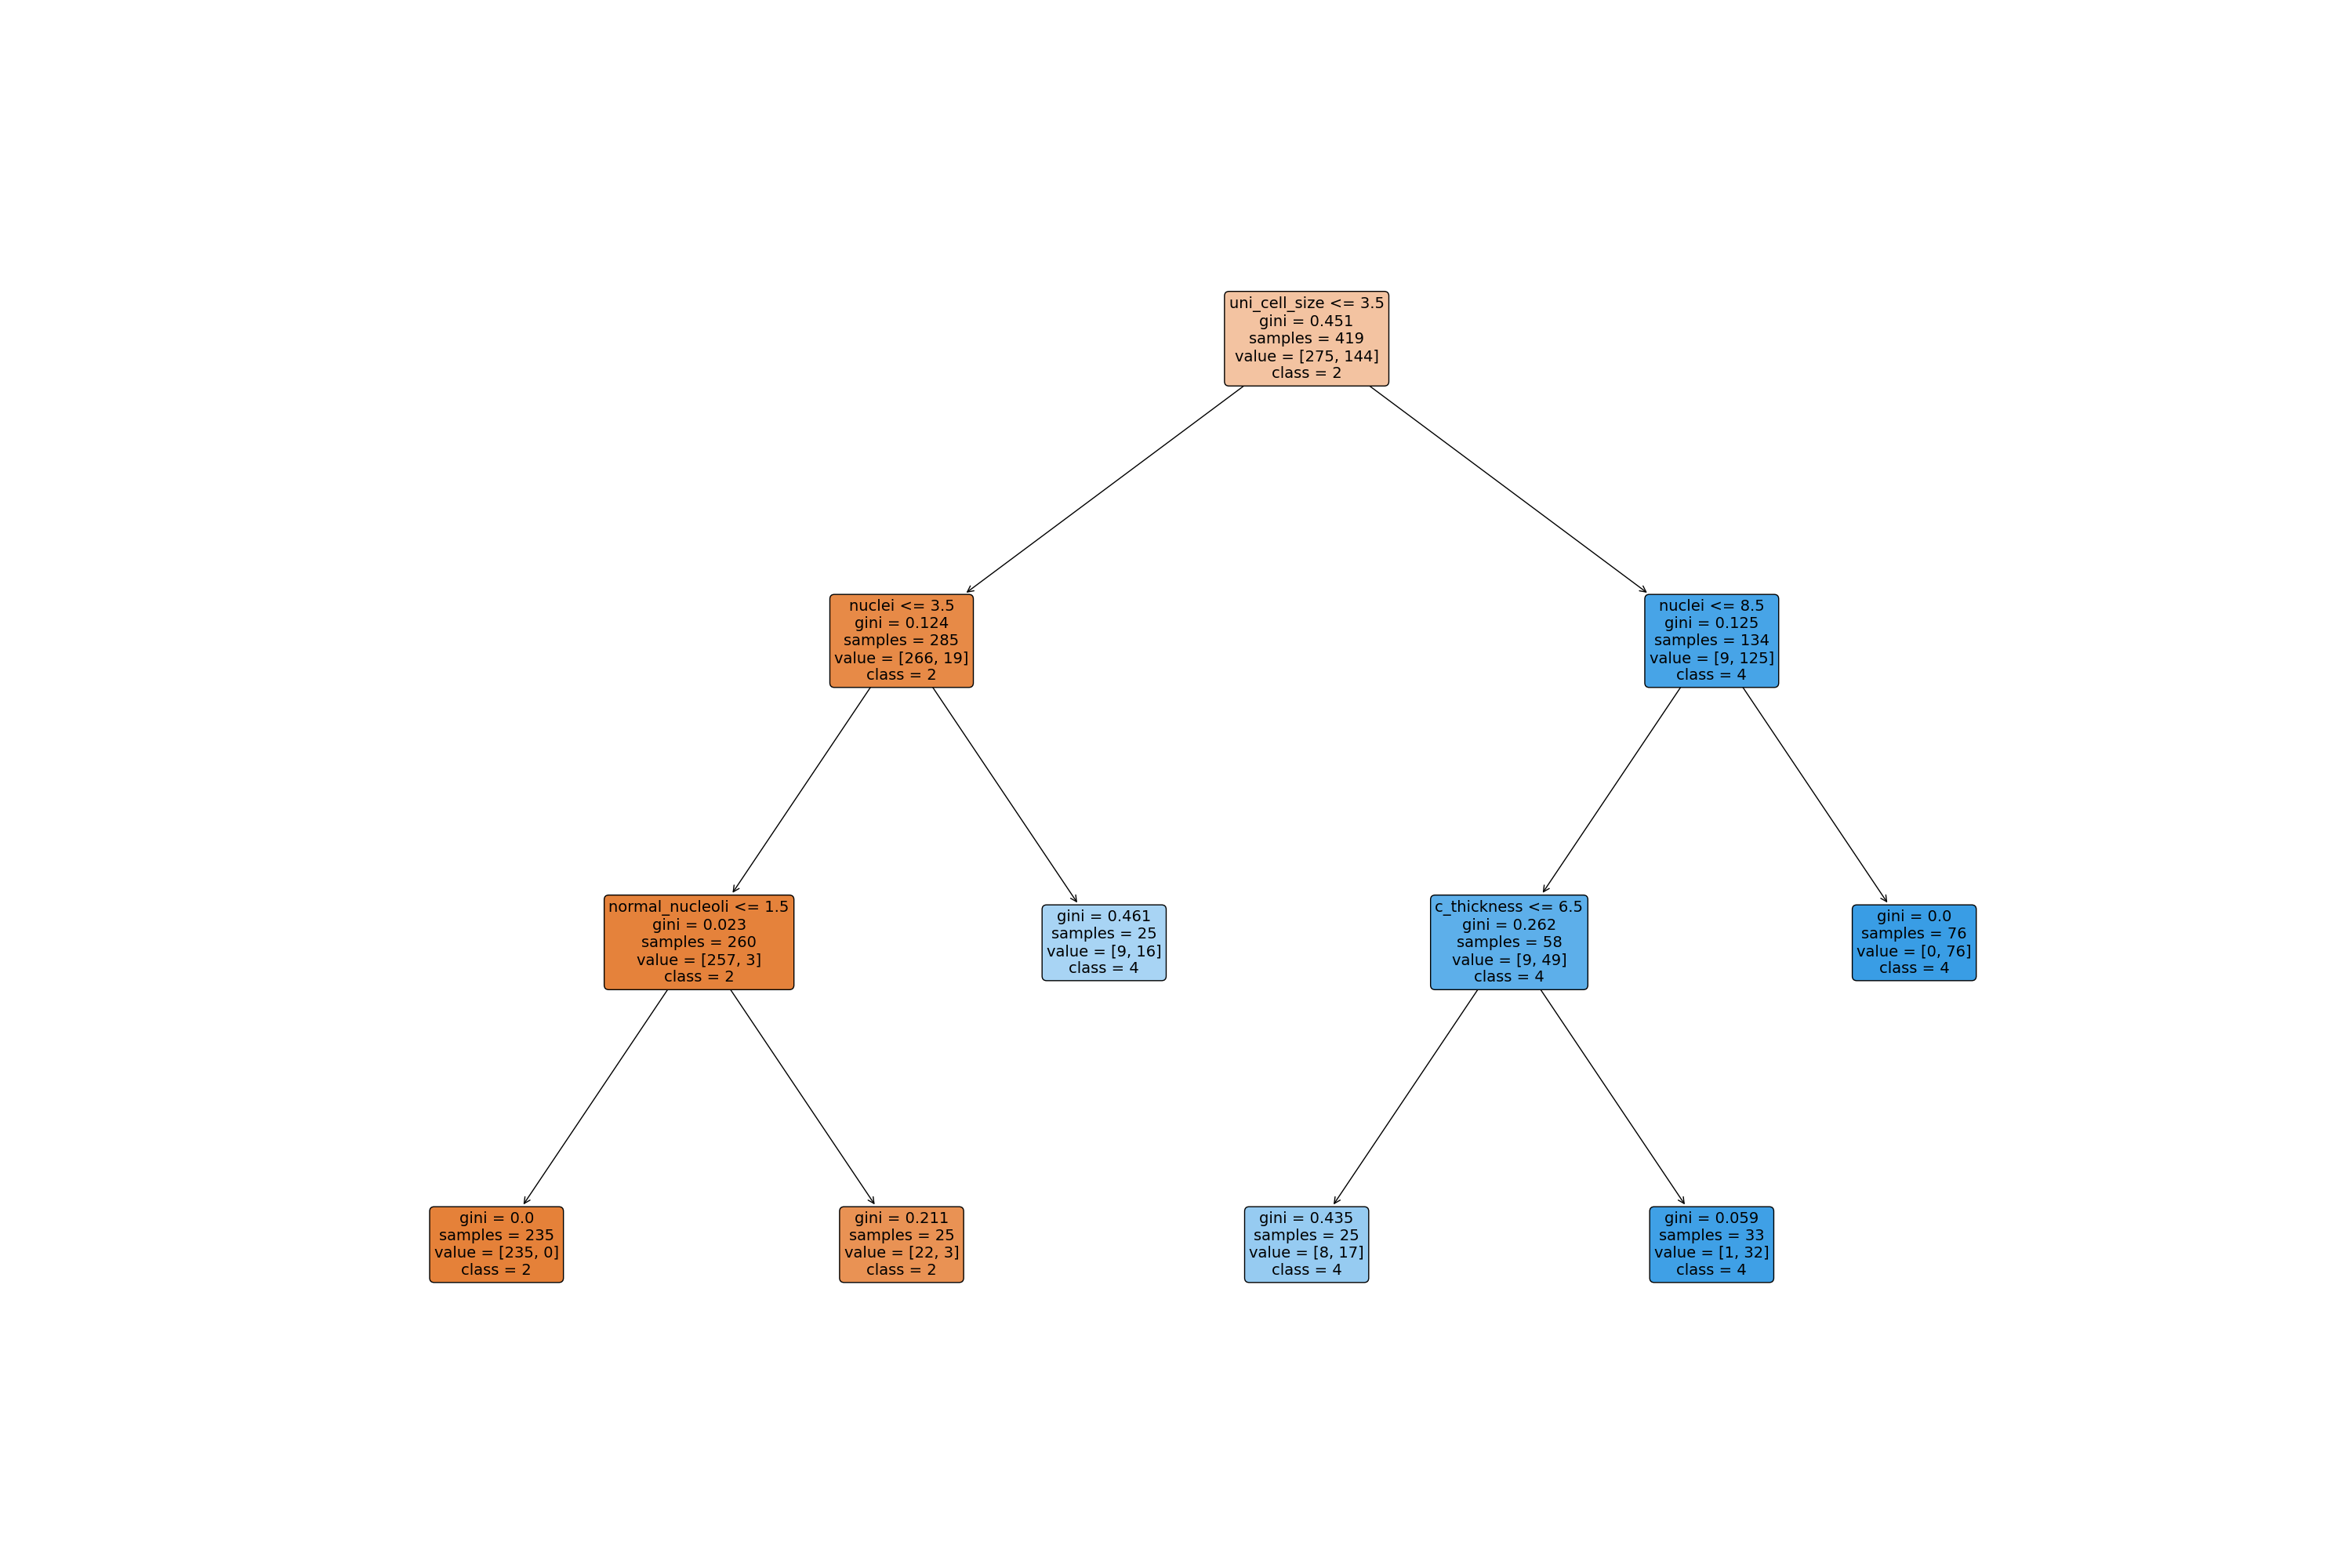 uni_cell_size <= 3.5
gini = 0.451
samples = 419
value = [275, 144]
class = 2
nuclei <= 3.5
gini = 0.124
samples = 285
value = [266, 19]
class = 2
nuclei <= 8.5
gini = 0.125
samples = 134
value = [9, 125]
class = 4
normal_nucleoli <= 1.5
gini = 0.023
samples = 260
value = [257, 3]
class = 2
gini = 0.461
samples = 25
value = [9, 16]
class = 4
c_thickness <= 6.5
gini = 0.262
samples = 58
value = [9, 49]
class = 4
gini = 0.0
samples = 76
value = [0, 76]
class = 4
gini = 0.0
samples = 235
value = [235, 0]
class = 2
gini = 0.211
samples = 25
value = [22, 3]
class = 2
gini = 0.435
samples = 25
value = [8, 17]
class = 4
gini = 0.059
samples = 33
value = [1, 32]
class = 4